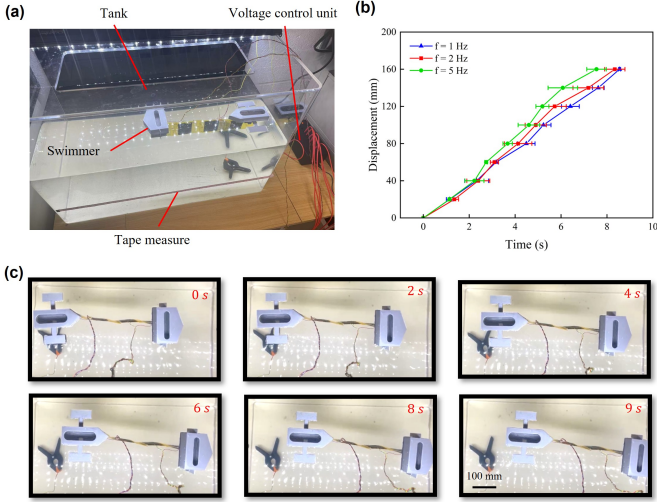 (a)
Tank
Voltage control unit
Swimmer
Tape measure
(b)
Displacement (mm)
200
160
120
80
40
0
f = 1 Hz
f = 2 Hz
f = 5 Hz
-2 0 2 4 6 8 10
Time (s)
(c)
0 s
2 s
4 s
6 s
8 s
9 s
100 mm